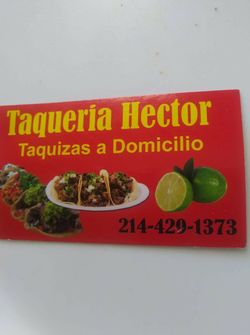 Taqueria Hector
Taquizas a Domicilio
214-429-1373